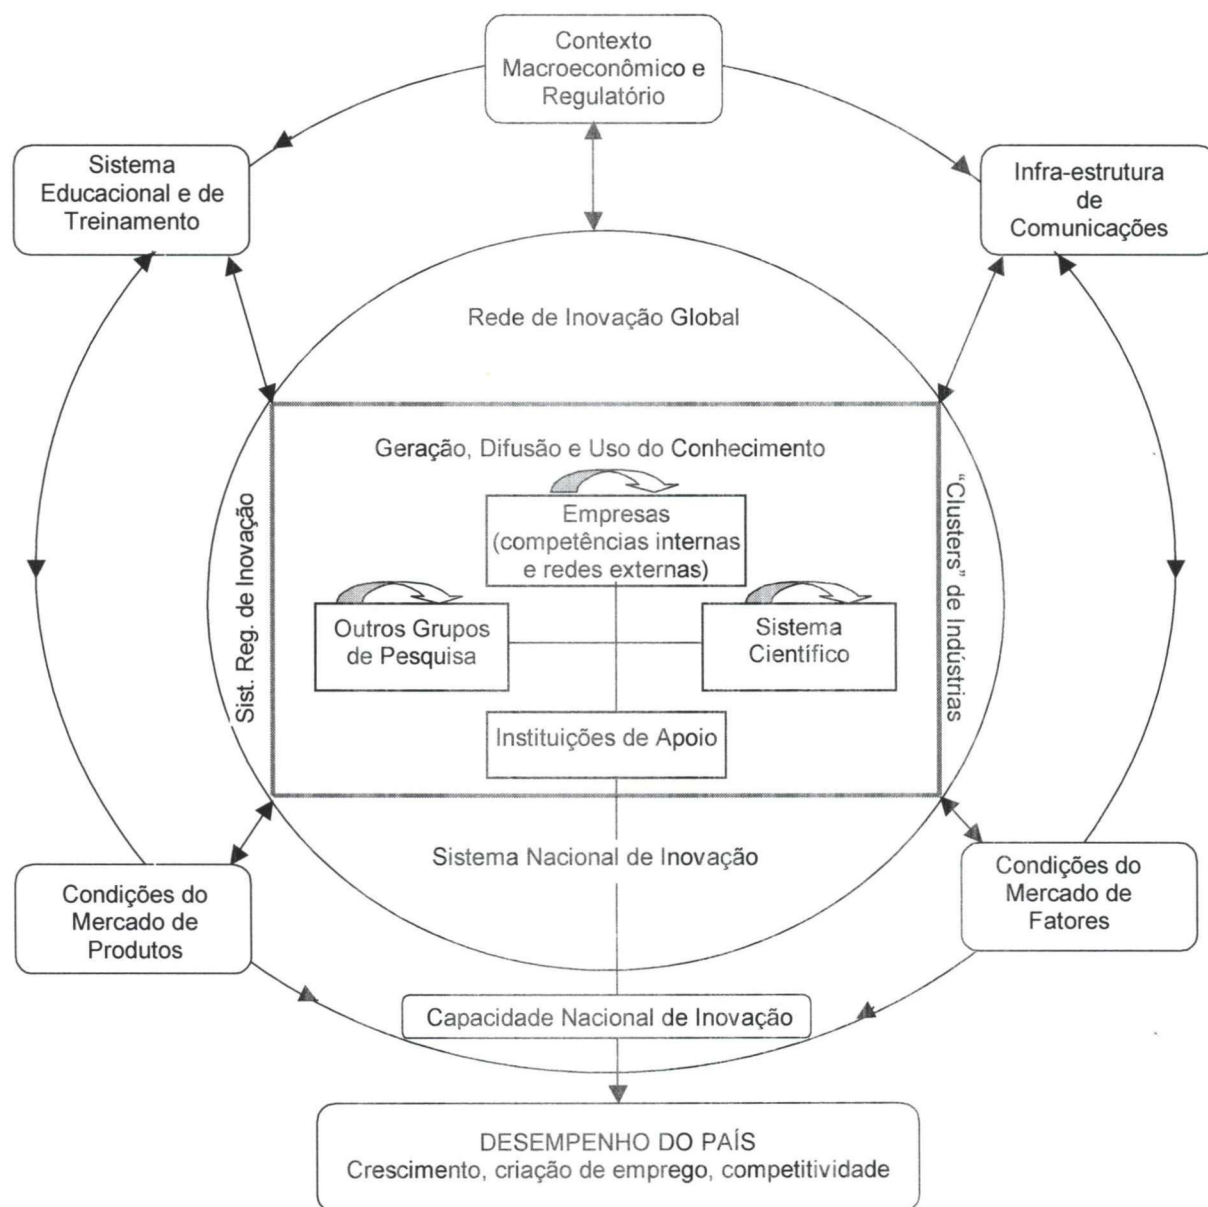 Contexto
Macroeconômico e
Regulatório
Sistema
Educacional e de
Treinamento
Infra-estrutura
de
Comunicações
Rede de Inovação Global
Geração, Difusão e Uso do Conhecimento
Sist. Reg. de Inovação
"Clusters" de Indústrias
Empresas
(competências internas
e redes externas)
Outros Grupos
de Pesquisa
Sistema
Científico
Instituições de Apoio
Sistema Nacional de Inovação
Condições do
Mercado de
Produtos
Condições do
Mercado de
Fatores
Capacidade Nacional de Inovação
DESEMPENHO DO PAÍS
Crescimento, criação de emprego, competitividade